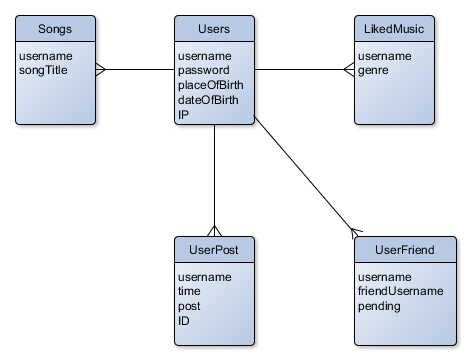 Songs
username
songTitle
Users
username
password
placeOfBirth
dateOfBirth
IP
LikedMusic
username
genre
UserPost
username
time
post
ID
UserFriend
username
friendUsername
pending